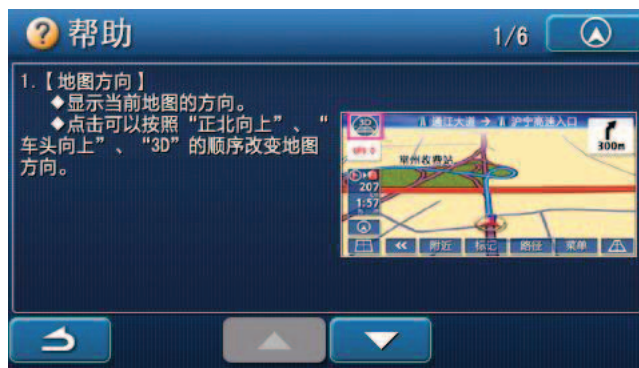 帮助
1/6
1.【地图方向】
◆显示当前地图的方向。
◆点击可以按照“正北向上”、“
车头向上”、“3D”的顺序改变地图
方向。
3D
通江大道 → 沪宁高速入口
300m
常州收费站
207
1:57
附近 标记 路径 菜单